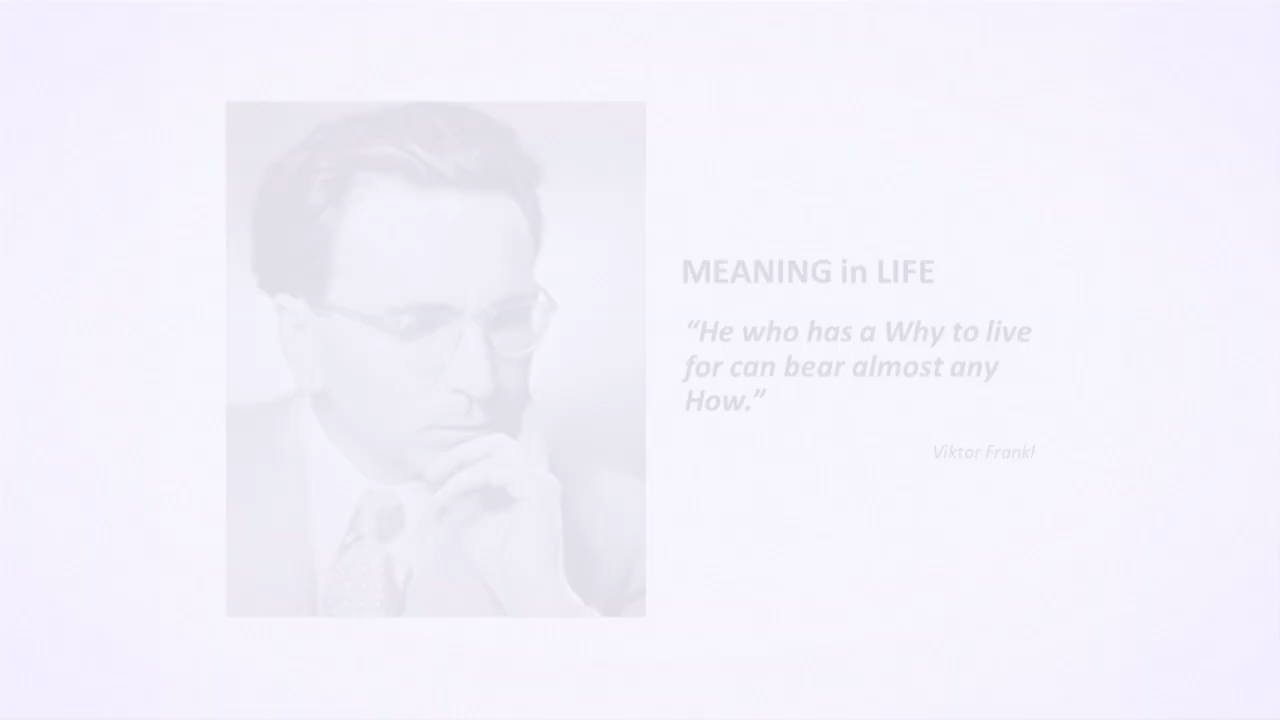 MEANING in LIFE
“He who has a Why to live
for can bear almost any
How.”
Viktor Frankl